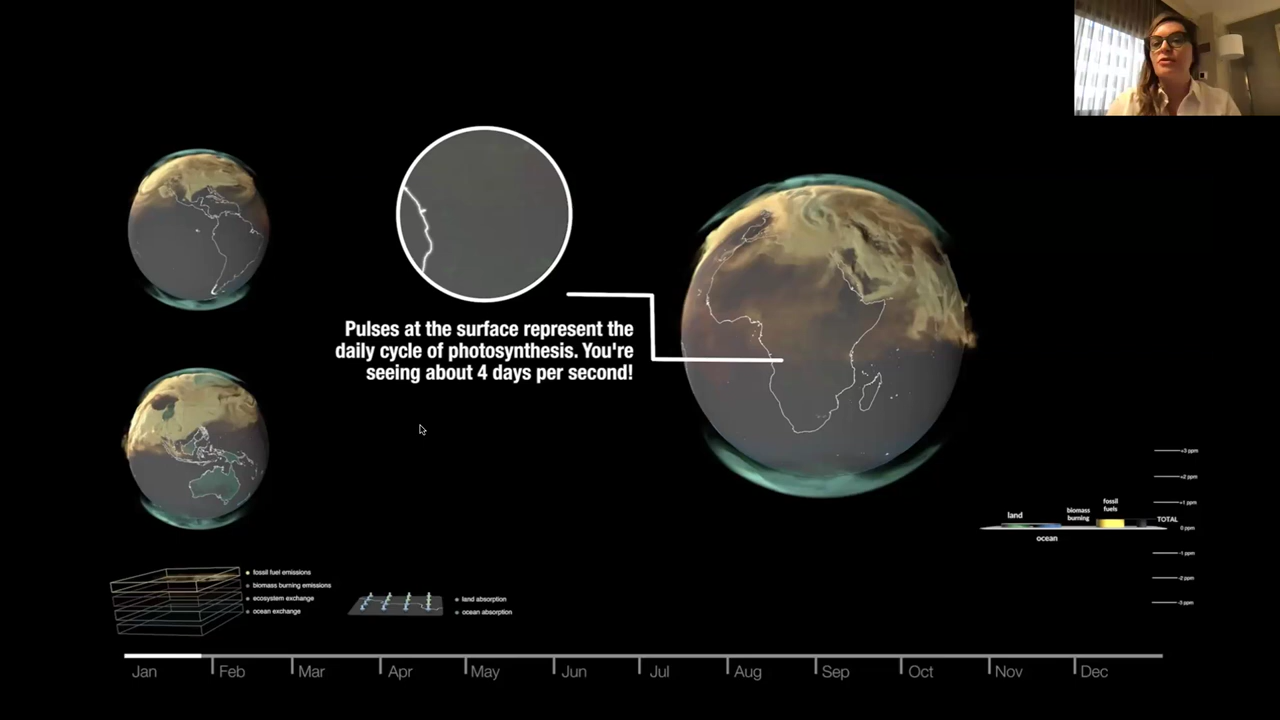 Pulses at the surface represent the
daily cycle of photosynthesis. You're
seeing about 4 days per second!
+3 ppm
+2 ppm
+1 ppm
TOTAL
0 ppm
-1 ppm
-2 ppm
-3 ppm
land
biomass
burning
fossil
fuels
ocean
fossil fuel emissions
biomass burning emissions
ecosystem exchange
ocean exchange
land absorption
ocean absorption
Jan Feb Mar Apr May Jun Jul Aug Sep Oct Nov Dec